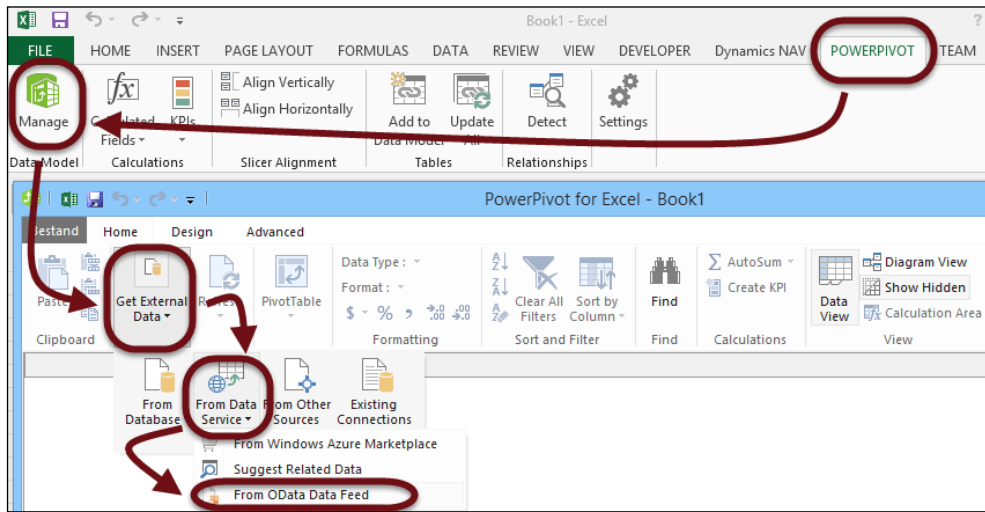 Book1 - Excel
?
FILE HOME INSERT PAGE LAYOUT FORMULAS DATA REVIEW VIEW DEVELOPER Dynamics NAV POWERPIVOT TEAM
Align Vertically
Align Horizontally
Manage Calculated KPIs Add to Update Detect Settings
Fields Data Model All
Data Model Calculations Slicer Alignment Tables Relationships
PowerPivot for Excel - Book1
Bestand Home Design Advanced
Data Type :
AutoSum
Diagram View
Format :
Create KPI
Show Hidden
Paste Get External Refresh PivotTable Clear All Sort by Find Data
Data $ % Filters Column View Calculation Area
Clipboard Formatting Sort and Filter Find Calculations View
From From Data From Other Existing
Database Service Sources Connections
From Windows Azure Marketplace
Suggest Related Data
From OData Data Feed